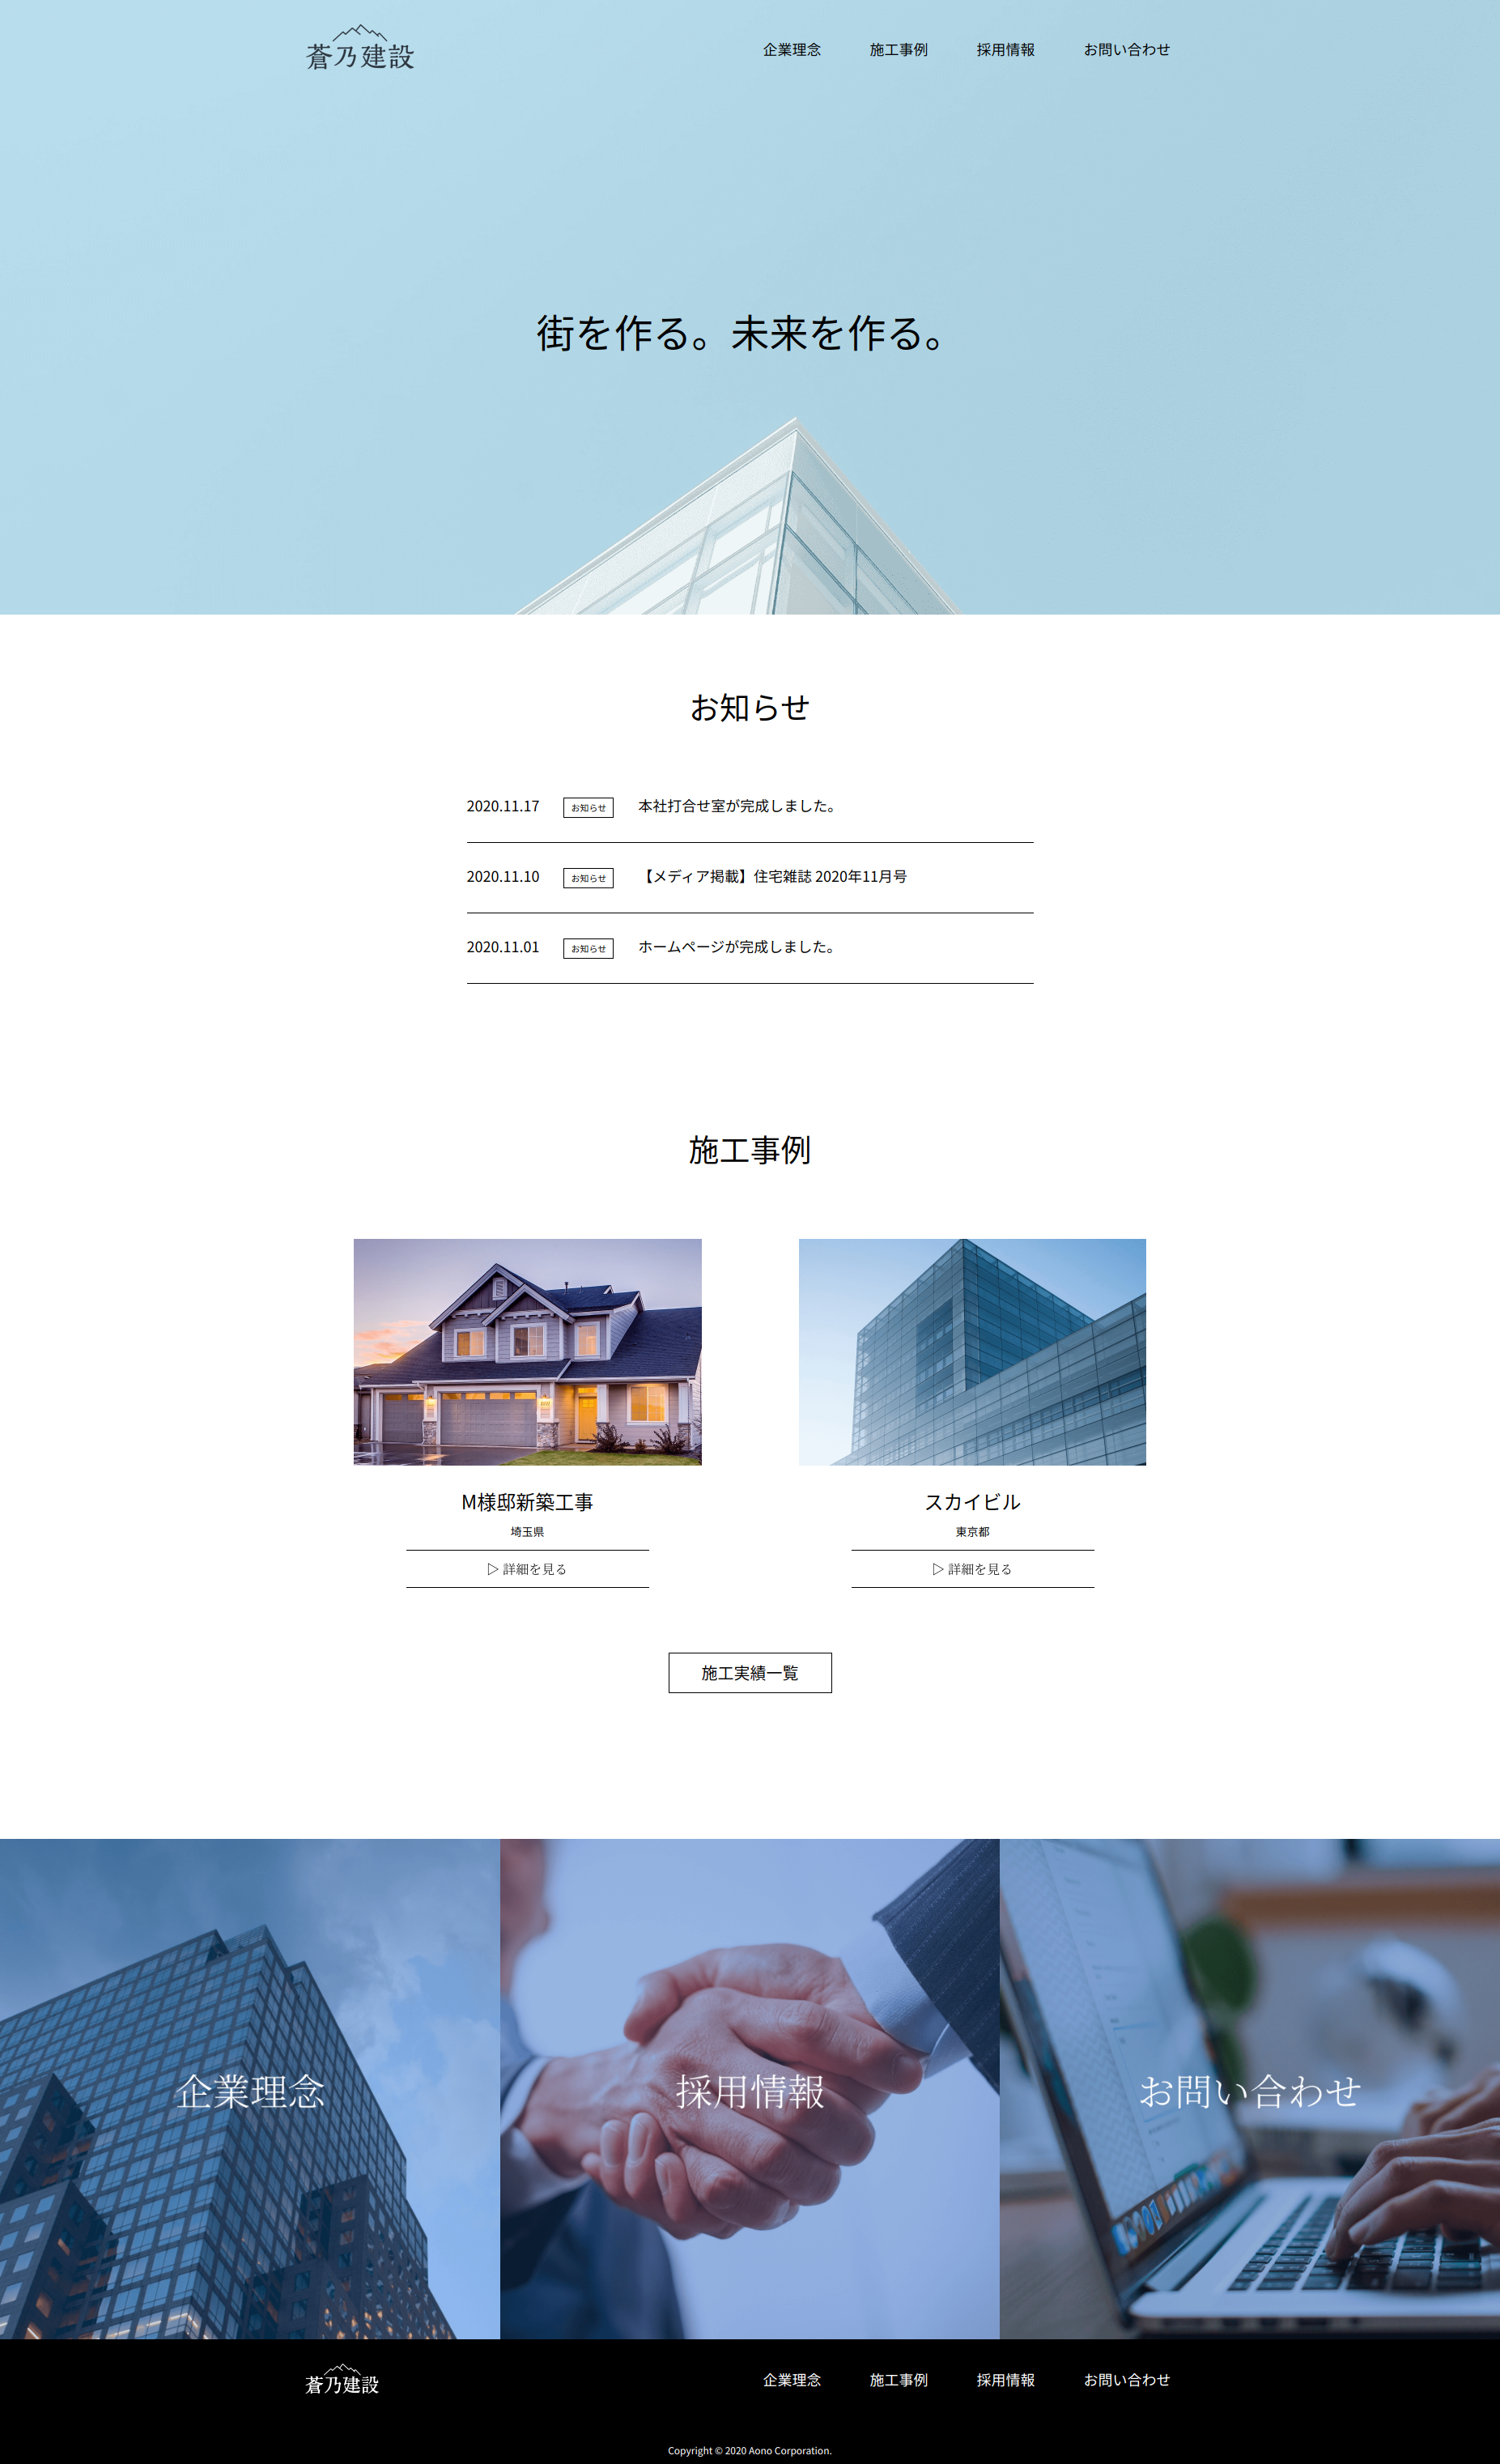 蒼乃建設
企業理念 施工事例 採用情報 お問い合わせ
街を作る。未来を作る。
お知らせ
2020.11.17 お知らせ 本社打合せ室が完成しました。
2020.11.10 お知らせ 【メディア掲載】住宅雑誌 2020年11月号
2020.11.01 お知らせ ホームページが完成しました。
施工事例
M様邸新築工事
埼玉県
▷ 詳細を見る
スカイビル
東京都
▷ 詳細を見る
施工実績一覧
企業理念
採用情報
お問い合わせ
蒼乃建設
企業理念 施工事例 採用情報 お問い合わせ
Copyright © 2020 Aono Corporation.